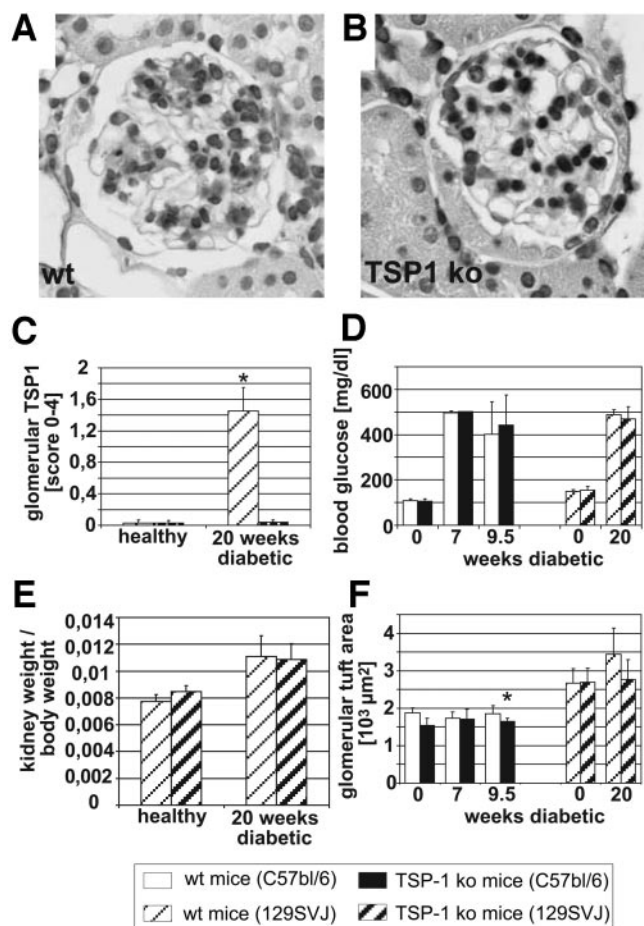 A
B
wt
TSP1 ko
C
glomerular TSP1
[score 0-4]
2
1,6
1,2
0,8
0,4
0
*
healthy
20 weeks
diabetic
D
blood glucose [mg/dl]
600
400
200
0
0 7 9.5 0 20
weeks diabetic
E
kidney weight /
body weight
0,014
0,012
0,01
0,008
0,006
0,004
0,002
0
healthy
20 weeks
diabetic
F
glomerular tuft area
[10³ µm²]
4
3
2
1
0
*
0 7 9.5 0 20
weeks diabetic
wt mice (C57bl/6)
TSP-1 ko mice (C57bl/6)
wt mice (129SVJ)
TSP-1 ko mice (129SVJ)